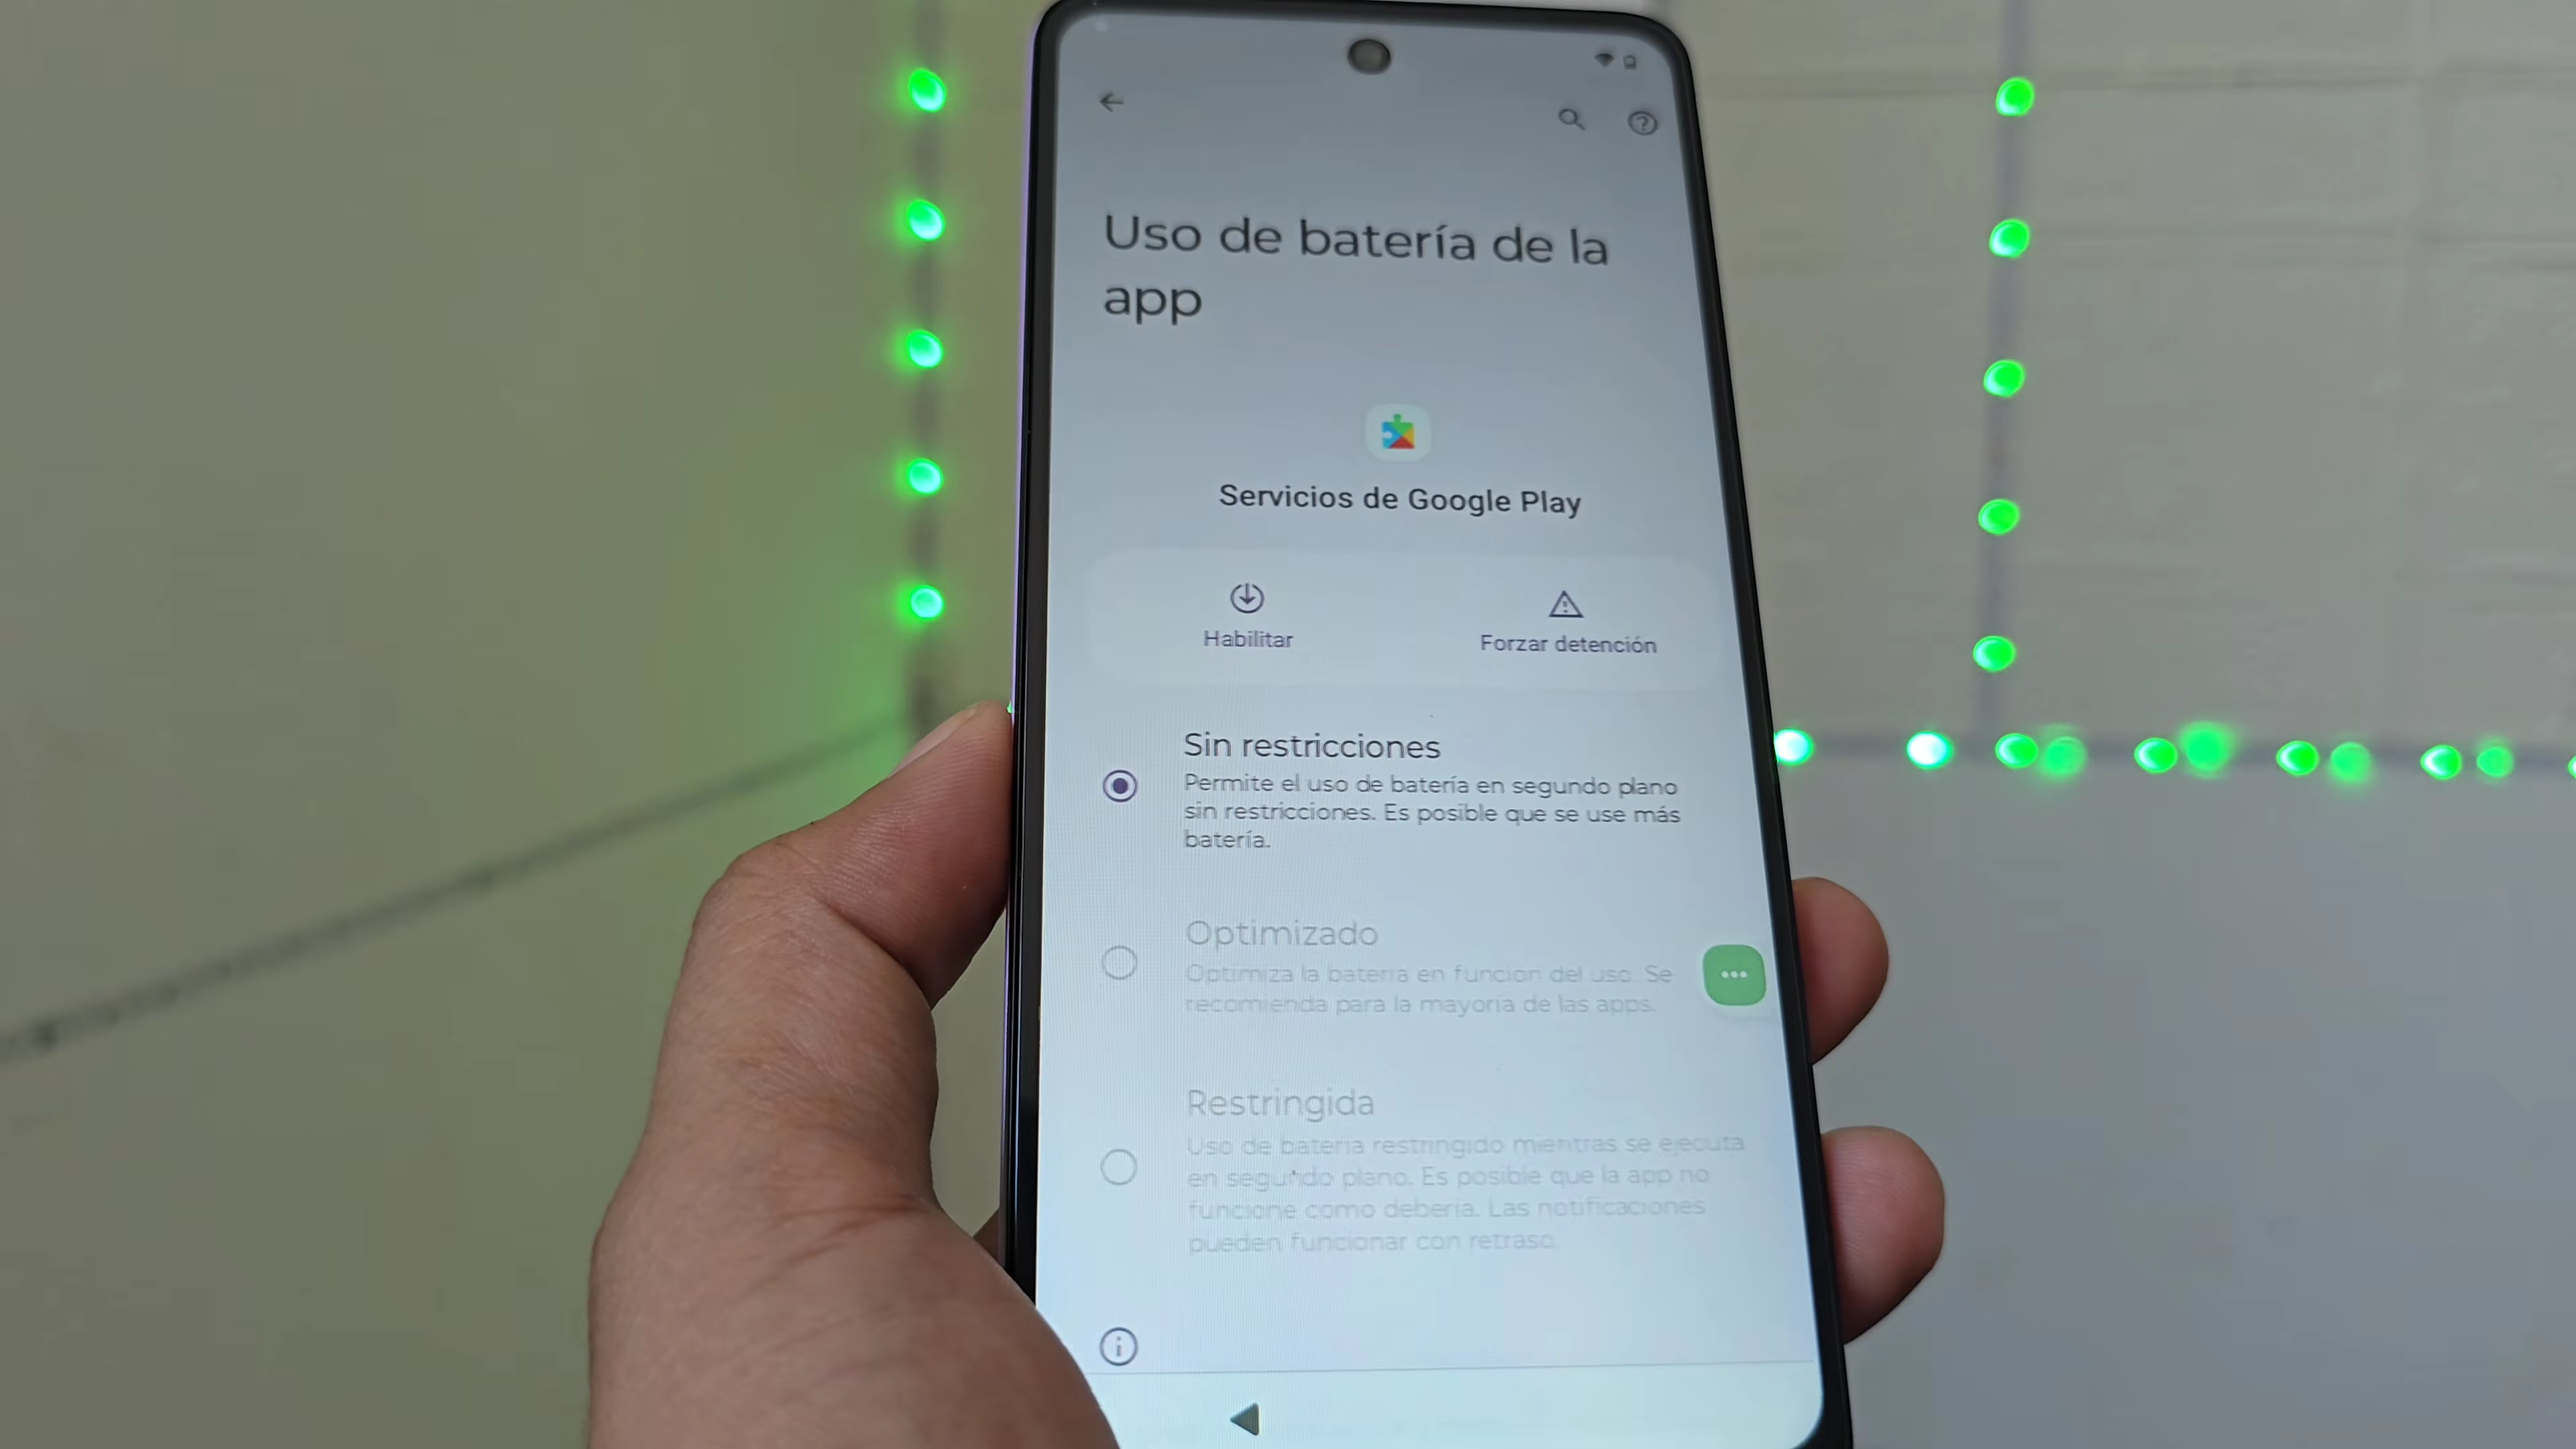 Uso de batería de la
app
Servicios de Google Play
Habilitar
Forzar detención
Sin restricciones
Permite el uso de batería en segundo plano
sin restricciones. Es posible que se use más
batería.
Optimizado
Optimiza la batería en función del uso. Se
recomienda para la mayoría de las apps.
Restringida
Uso de batería restringido mientras se ejecuta
en segundo plano. Es posible que la app no
funcione como debería. Las notificaciones
pueden funcionar con retraso.